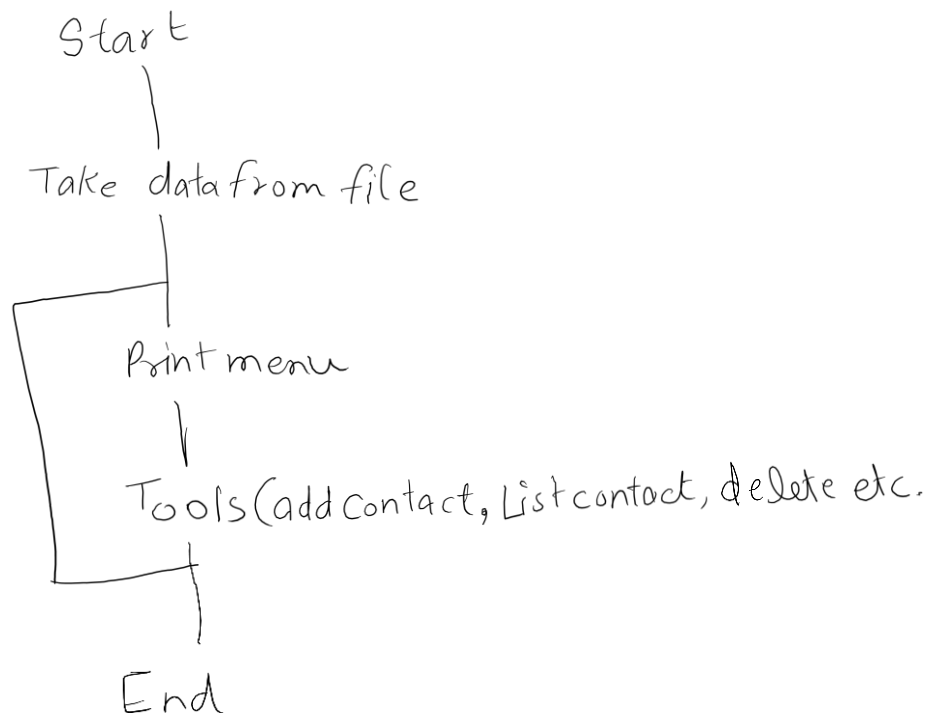 Start
Take data from file
Print menu
Tools (add contact, List contact, delete etc.
End